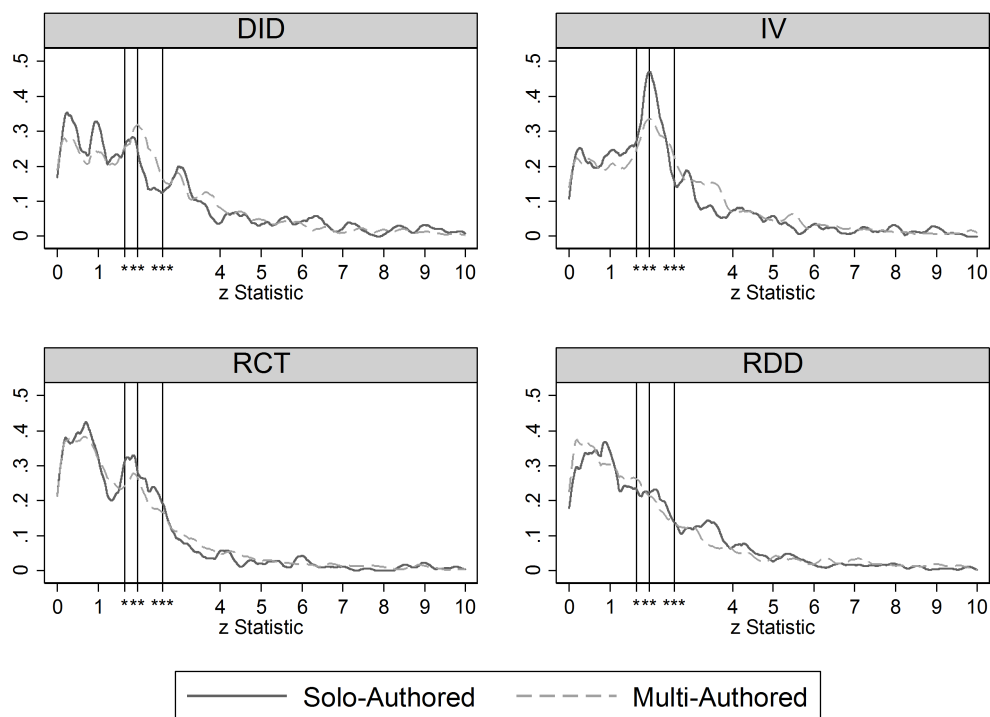 DID
.5
.4
.3
.2
.1
0
0 1 * ** *** 4 5 6 7 8 9 10
z Statistic
IV
.5
.4
.3
.2
.1
0
0 1 * ** *** 4 5 6 7 8 9 10
z Statistic
RCT
.5
.4
.3
.2
.1
0
0 1 * ** *** 4 5 6 7 8 9 10
z Statistic
RDD
.5
.4
.3
.2
.1
0
0 1 * ** *** 4 5 6 7 8 9 10
z Statistic
Solo-Authored Multi-Authored